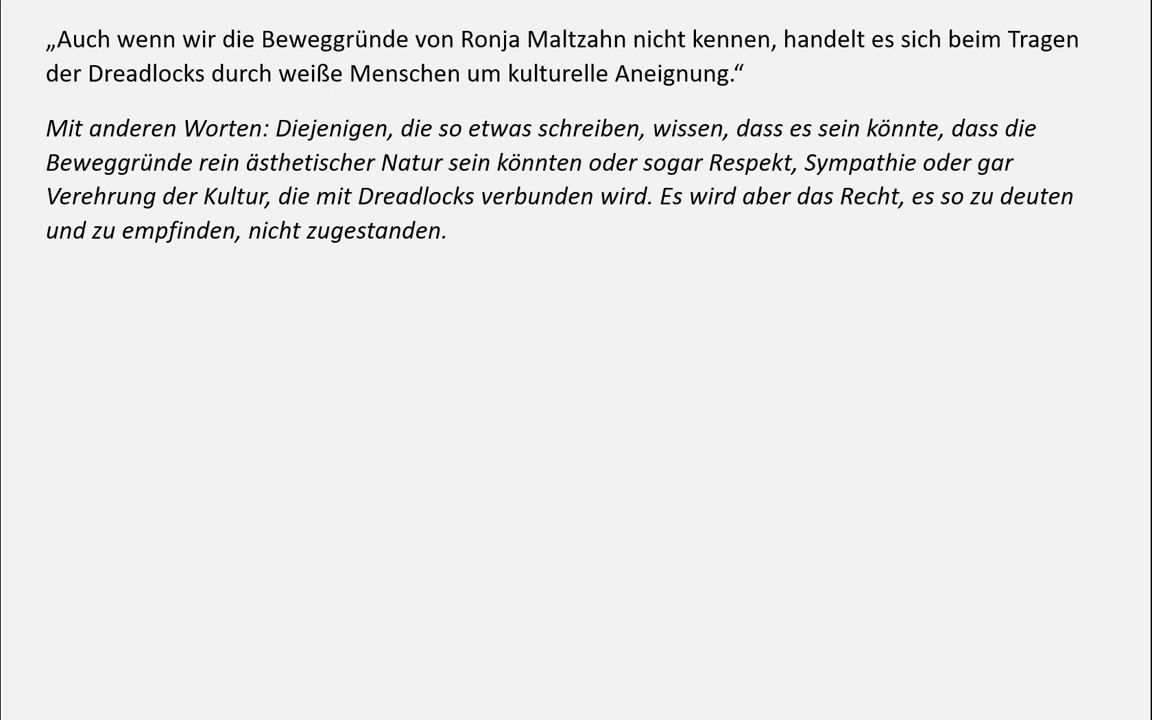 „Auch wenn wir die Beweggründe von Ronja Maltzahn nicht kennen, handelt es sich beim Tragen
der Dreadlocks durch weiße Menschen um kulturelle Aneignung.“
Mit anderen Worten: Diejenigen, die so etwas schreiben, wissen, dass es sein könnte, dass die
Beweggründe rein ästhetischer Natur sein könnten oder sogar Respekt, Sympathie oder gar
Verehrung der Kultur, die mit Dreadlocks verbunden wird. Es wird aber das Recht, es so zu deuten
und zu empfinden, nicht zugestanden.